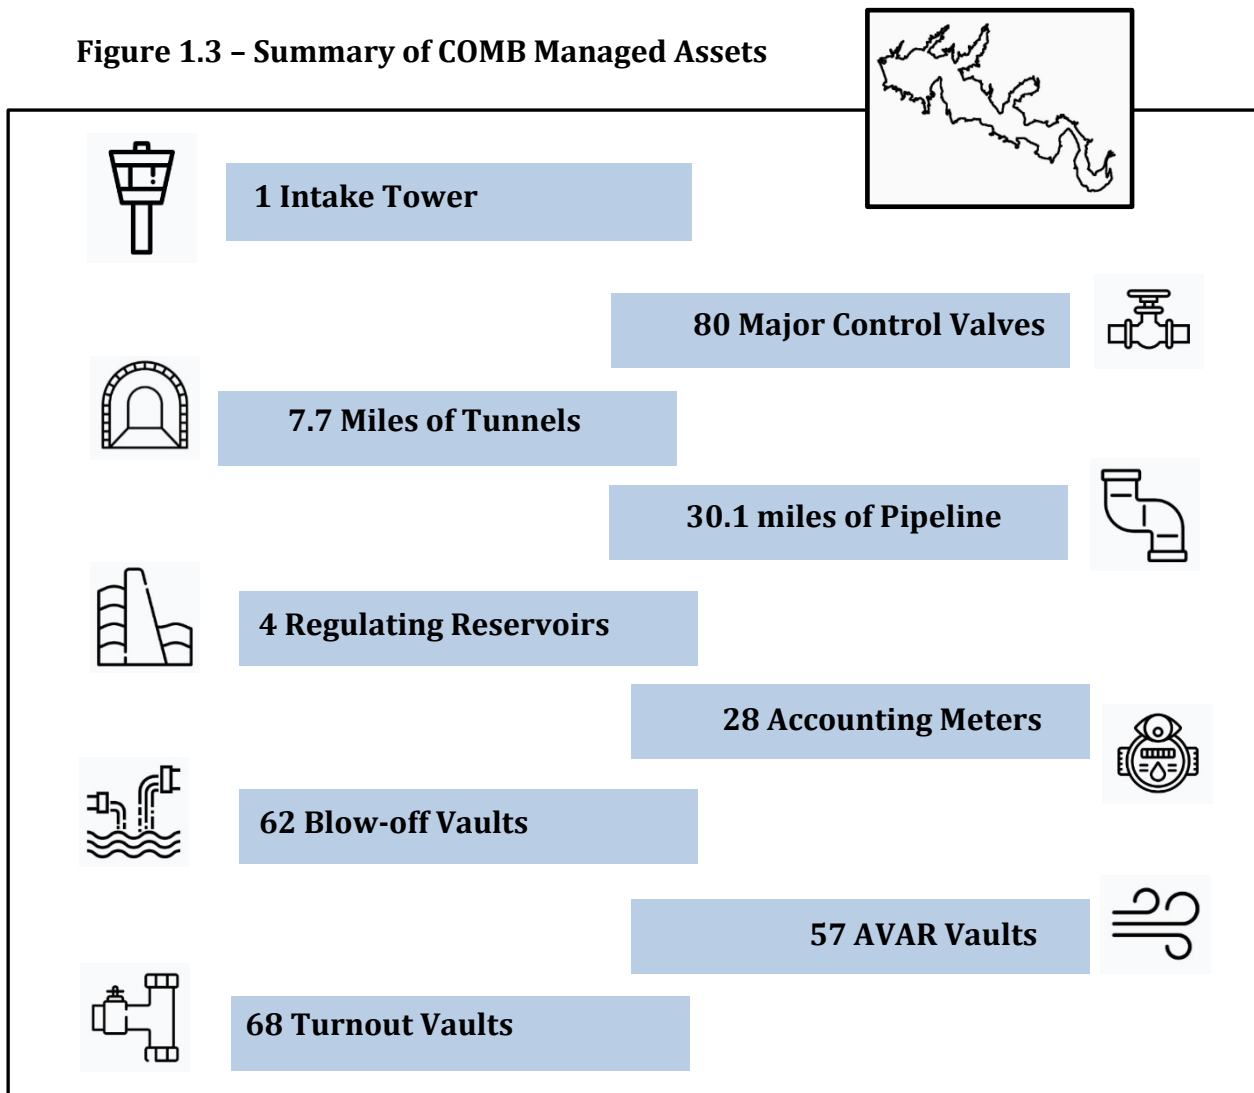 Figure 1.3 – Summary of COMB Managed Assets
1 Intake Tower
80 Major Control Valves
7.7 Miles of Tunnels
30.1 miles of Pipeline
4 Regulating Reservoirs
28 Accounting Meters
62 Blow-off Vaults
57 AVAR Vaults
68 Turnout Vaults